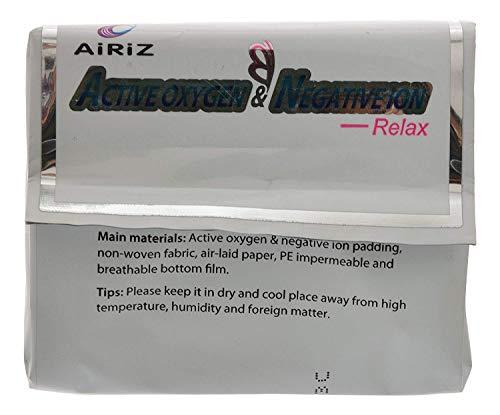 AiRiZ
ACTIVE OXYGEN & NEGATIVE ION
—Relax
Main materials: Active oxygen & negative ion padding,
non-woven fabric, air-laid paper, PE impermeable and
breathable bottom film.
Tips: Please keep it in dry and cool place away from high
temperature, humidity and foreign matter.